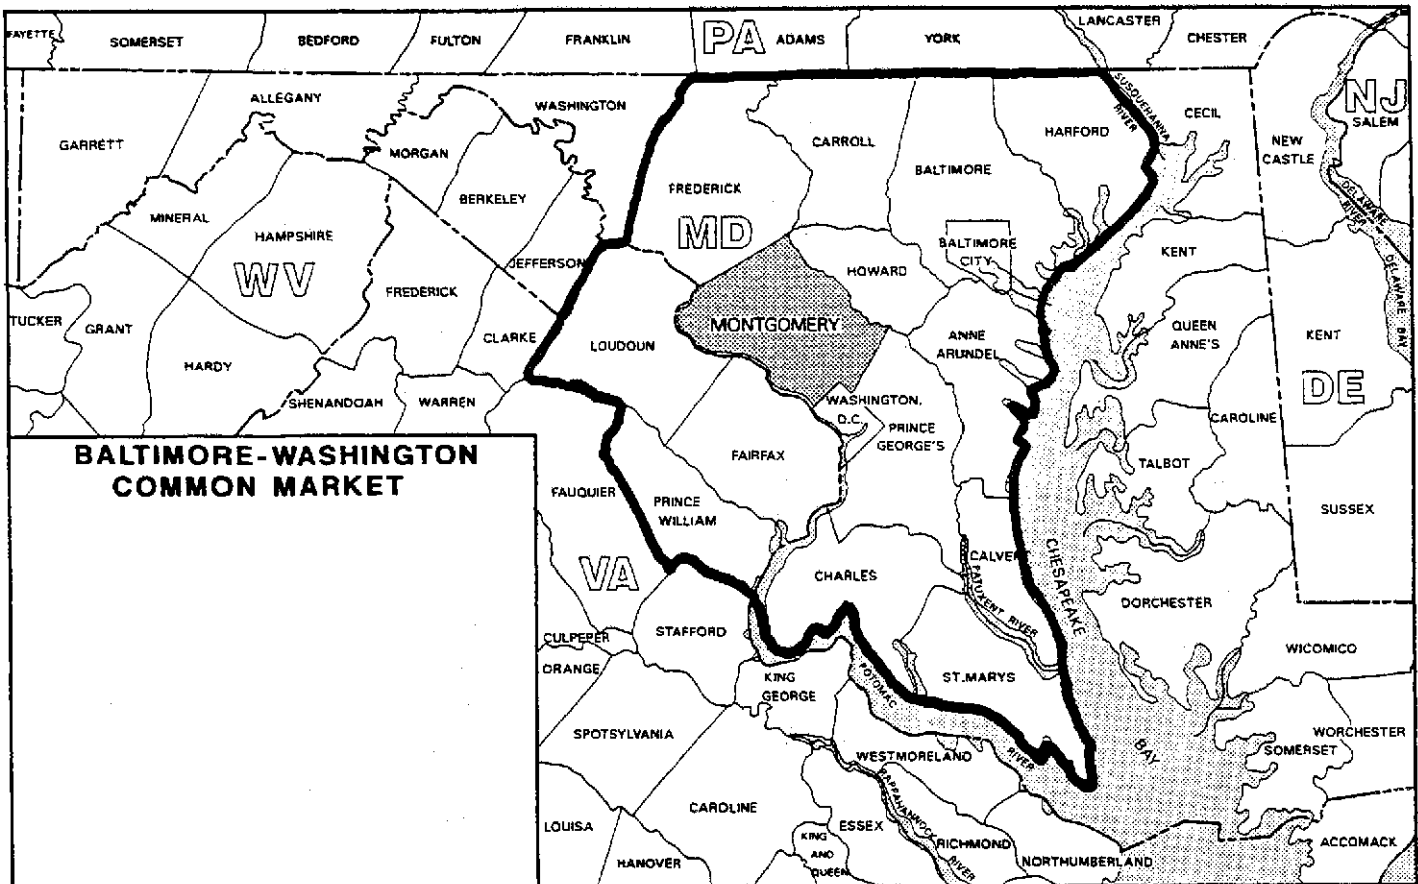 FAYETTE
SOMERSET
BEDFORD
FULTON
FRANKLIN
PA
ADAMS
YORK
LANCASTER
CHESTER
NJ
SALEM
GARRETT
ALLEGANY
WASHINGTON
MORGAN
BERKELEY
MINERAL
HAMPSHIRE
WV
JEFFERSON
FREDERICK
CLARKE
TUCKER
GRANT
HARDY
SHENANDOAH
WARREN
FREDERICK
MD
CARROLL
BALTIMORE
HARFORD
SUSQUEHANNA
RIVER
CECIL
NEW
CASTLE
DELAWARE
RIVER
DELAWARE BAY
BALTIMORE
CITY
HOWARD
KENT
MONTGOMERY
LOUDOUN
ANNE
ARUNDEL
QUEEN
ANNE'S
KENT
DE
WASHINGTON,
D.C.
PRINCE
GEORGE'S
CAROLINE
TALBOT
SUSSEX
BALTIMORE-WASHINGTON
COMMON MARKET
FAIRFAX
FAUQUIER
PRINCE
WILLIAM
VA
CHARLES
CALVERT
PATUXENT RIVER
CHESAPEAKE
BAY
DORCHESTER
STAFFORD
CULPEPER
ORANGE
KING
GEORGE
ST.MARYS
POTOMAC
RIVER
WICOMICO
SPOTSYLVANIA
WESTMORELAND
SOMERSET
WORCHESTER
CAROLINE
RAPPAHANNOCK
RIVER
LOUISA
HANOVER
KING
AND
QUEEN
ESSEX
RICHMOND
NORTHUMBERLAND
ACCOMACK